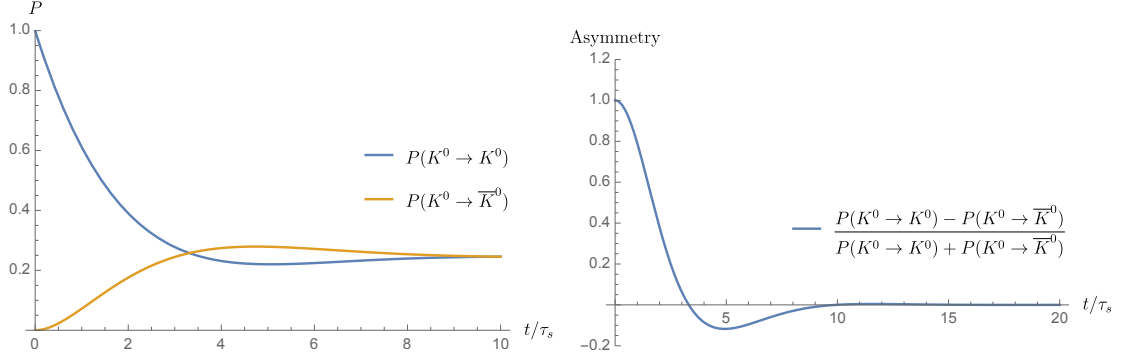 P
1.0
0.8
0.6
0.4
0.2
0
2
4
6
8
10
t/τ_s
P(K⁰ → K⁰)
P(K⁰ → K̅⁰)
Asymmetry
1.2
1.0
0.8
0.6
0.4
0.2
−0.2
5
10
15
20
t/τ_s
P(K⁰ → K⁰) − P(K⁰ → K̅⁰)
P(K⁰ → K⁰) + P(K⁰ → K̅⁰)